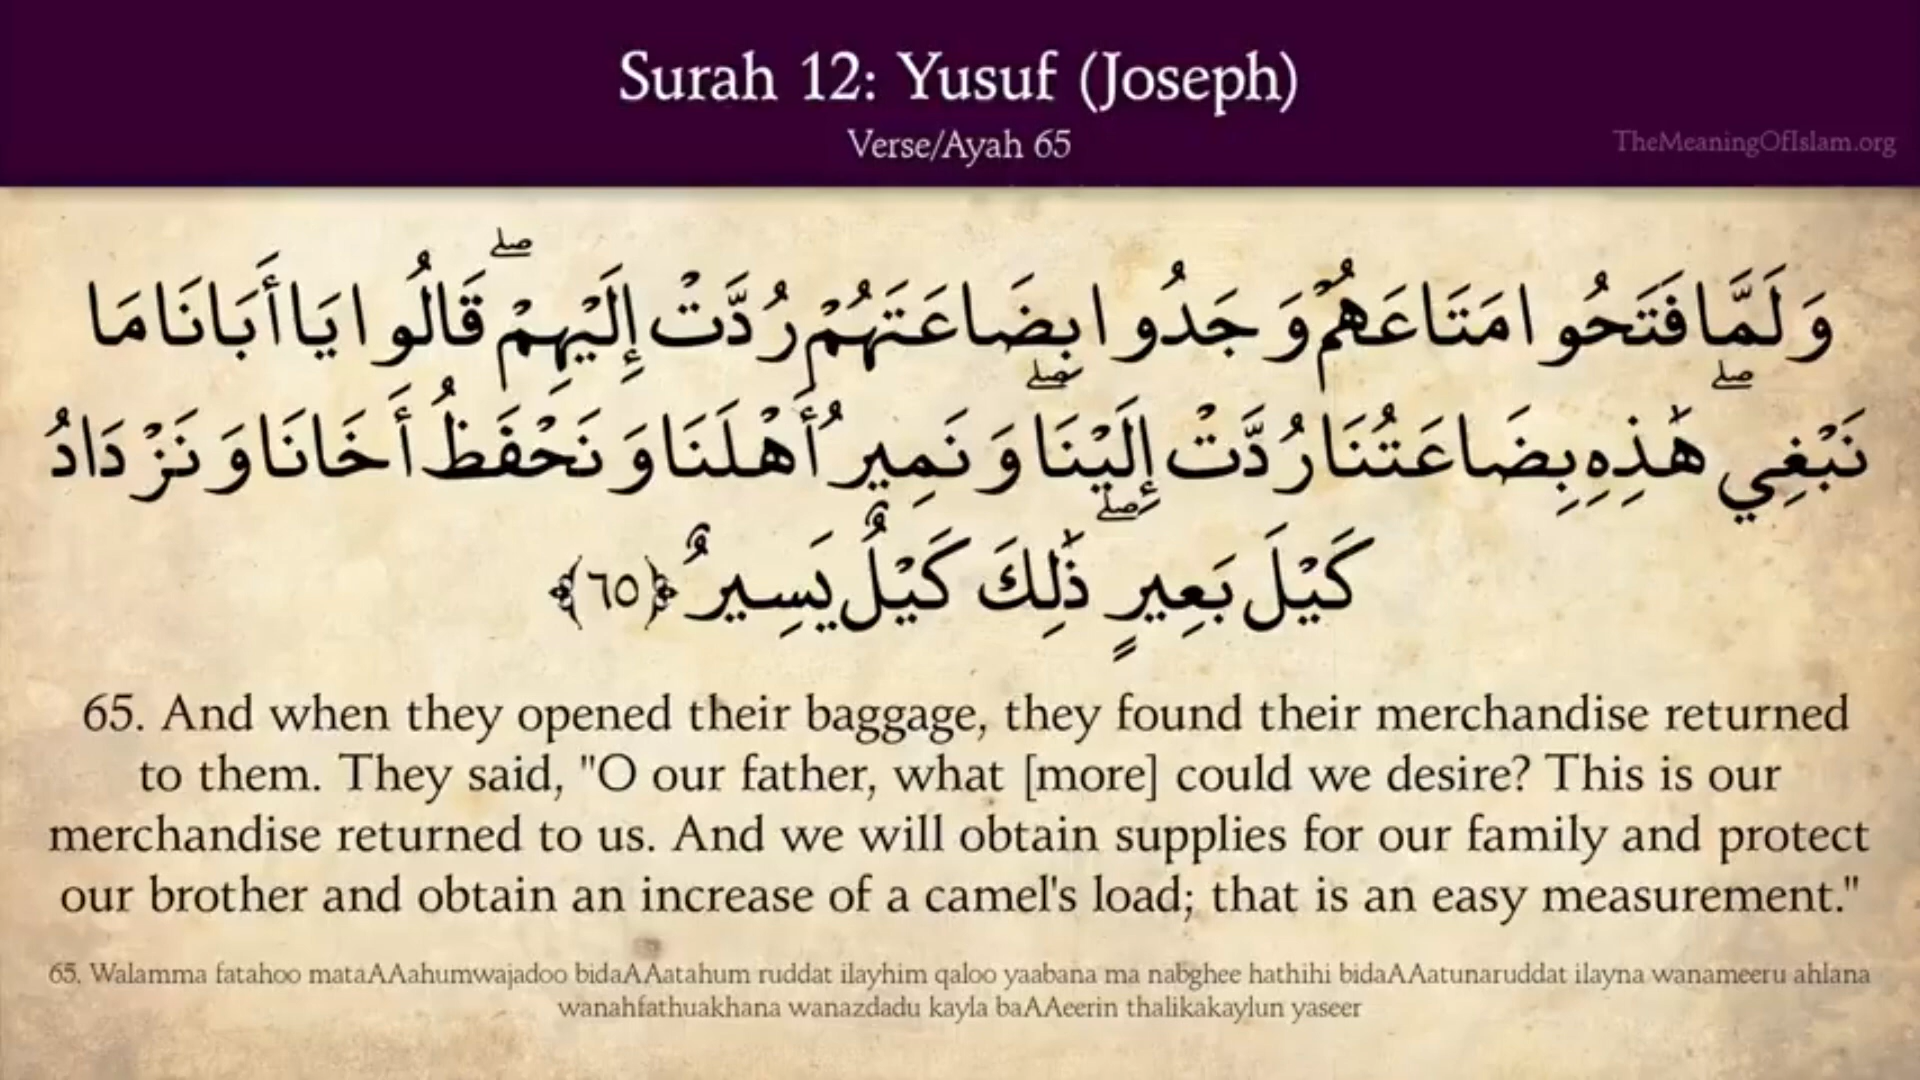 Surah 12: Yusuf (Joseph)
Verse/Ayah 65
TheMeaningOfIslam.org
وَلَمَّا فَتَحُوا مَتَاعَهُمْ وَجَدُوا بِضَاعَتَهُمْ رُدَّتْ إِلَيْهِمْ ۖ قَالُوا يَا أَبَانَا مَا
نَبْغِي ۖ هَٰذِهِ بِضَاعَتُنَا رُدَّتْ إِلَيْنَا ۖ وَنَمِيرُ أَهْلَنَا وَنَحْفَظُ أَخَانَا وَنَزْدَادُ
كَيْلَ بَعِيرٍ ۖ ذَٰلِكَ كَيْلٌ يَسِيرٌ ﴿٦٥﴾
65. And when they opened their baggage, they found their merchandise returned
to them. They said, "O our father, what [more] could we desire? This is our
merchandise returned to us. And we will obtain supplies for our family and protect
our brother and obtain an increase of a camel's load; that is an easy measurement."
65. Walamma fatahoo mataAAahumwajadoo bidaAAatahum ruddat ilayhim qaloo yaabana ma nabghee hathihi bidaAAatunaruddat ilayna wanameeru ahlana
wanahfathuakhana wanazdadu kayla baAAeerin thalikakaylun yaseer